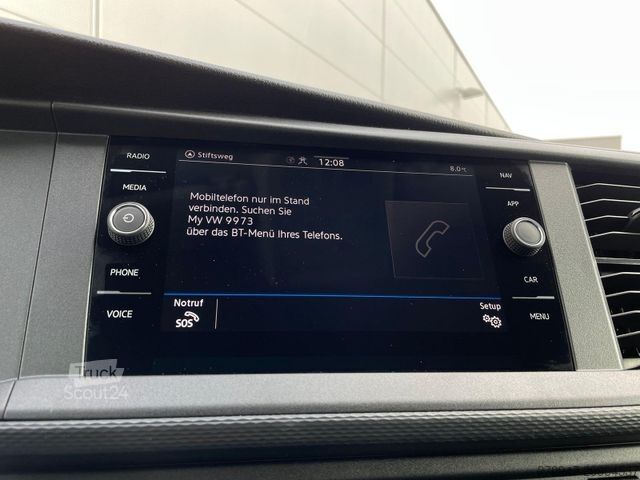 RADIO
MEDIA
PHONE
VOICE
Stiftsweg
12:08
8.0°C
Mobiltelefon nur im Stand
verbinden. Suchen Sie
My VW 9973
über das BT-Menü Ihres Telefons.
Notruf
SOS
Setup
NAV
APP
CAR
MENU
Truck
Scout24